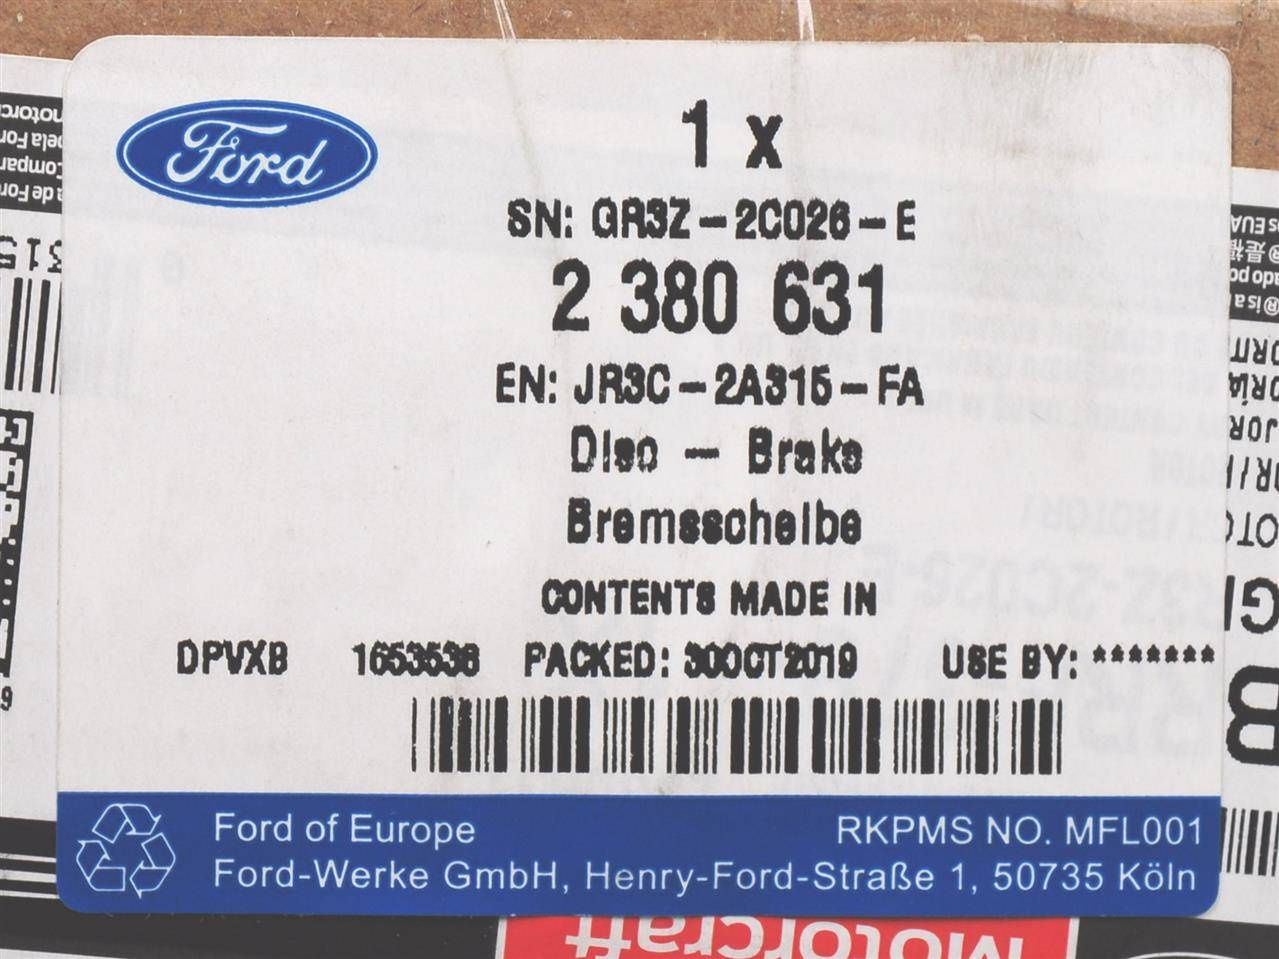 Ford
1 x
SN: GR3Z-2C026-E
2 380 631
EN: JR3C-2A315-FA
Disc - Brake
Bremsscheibe
CONTENTS MADE IN
DPVXB 1653536 PACKED: 30OCT2019 USE BY: *******
Ford of Europe RKPMS NO. MFL001
Ford-Werke GmbH, Henry-Ford-Straße 1, 50735 Köln
Motorcraft